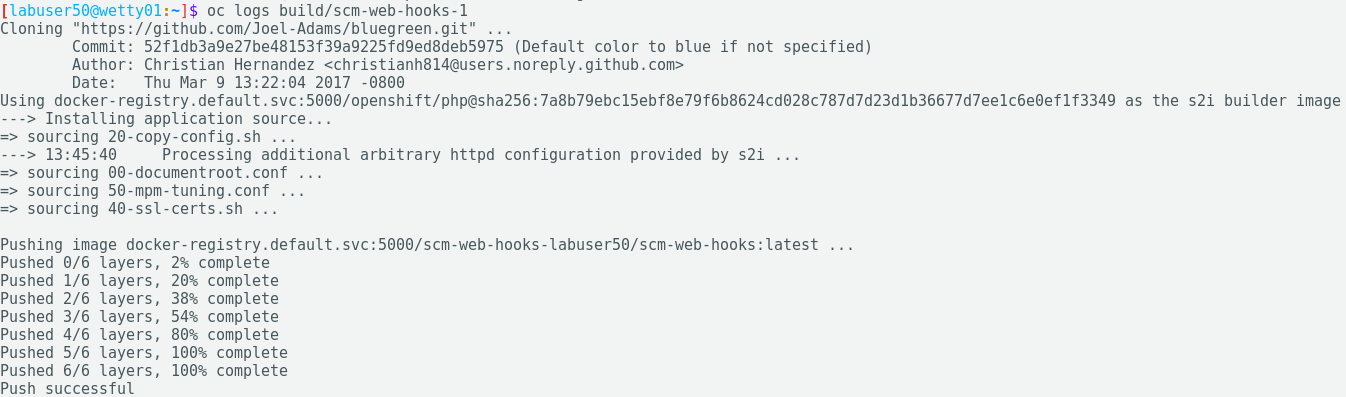 [labuser50@wetty01:~]$ oc logs build/scm-web-hooks-1
Cloning "https://github.com/Joel-Adams/bluegreen.git" ...
        Commit: 52f1db3a9e27be48153f39a9225fd9ed8deb5975 (Default color to blue if not specified)
        Author: Christian Hernandez <christianh814@users.noreply.github.com>
        Date:   Thu Mar 9 13:22:04 2017 -0800
Using docker-registry.default.svc:5000/openshift/php@sha256:7a8b79ebc15ebf8e79f6b8624cd028c787d7d23d1b36677d7ee1c6e0ef1f3349 as the s2i builder image
---> Installing application source...
=> sourcing 20-copy-config.sh ...
---> 13:45:40     Processing additional arbitrary httpd configuration provided by s2i ...
=> sourcing 00-documentroot.conf ...
=> sourcing 50-mpm-tuning.conf ...
=> sourcing 40-ssl-certs.sh ...

Pushing image docker-registry.default.svc:5000/scm-web-hooks-labuser50/scm-web-hooks:latest ...
Pushed 0/6 layers, 2% complete
Pushed 1/6 layers, 20% complete
Pushed 2/6 layers, 38% complete
Pushed 3/6 layers, 54% complete
Pushed 4/6 layers, 80% complete
Pushed 5/6 layers, 100% complete
Pushed 6/6 layers, 100% complete
Push successful